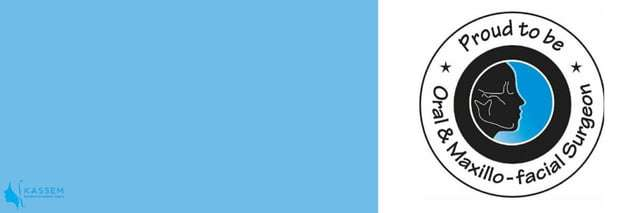 Proud to be
Oral & Maxillo-facial Surgeon
KASSEM